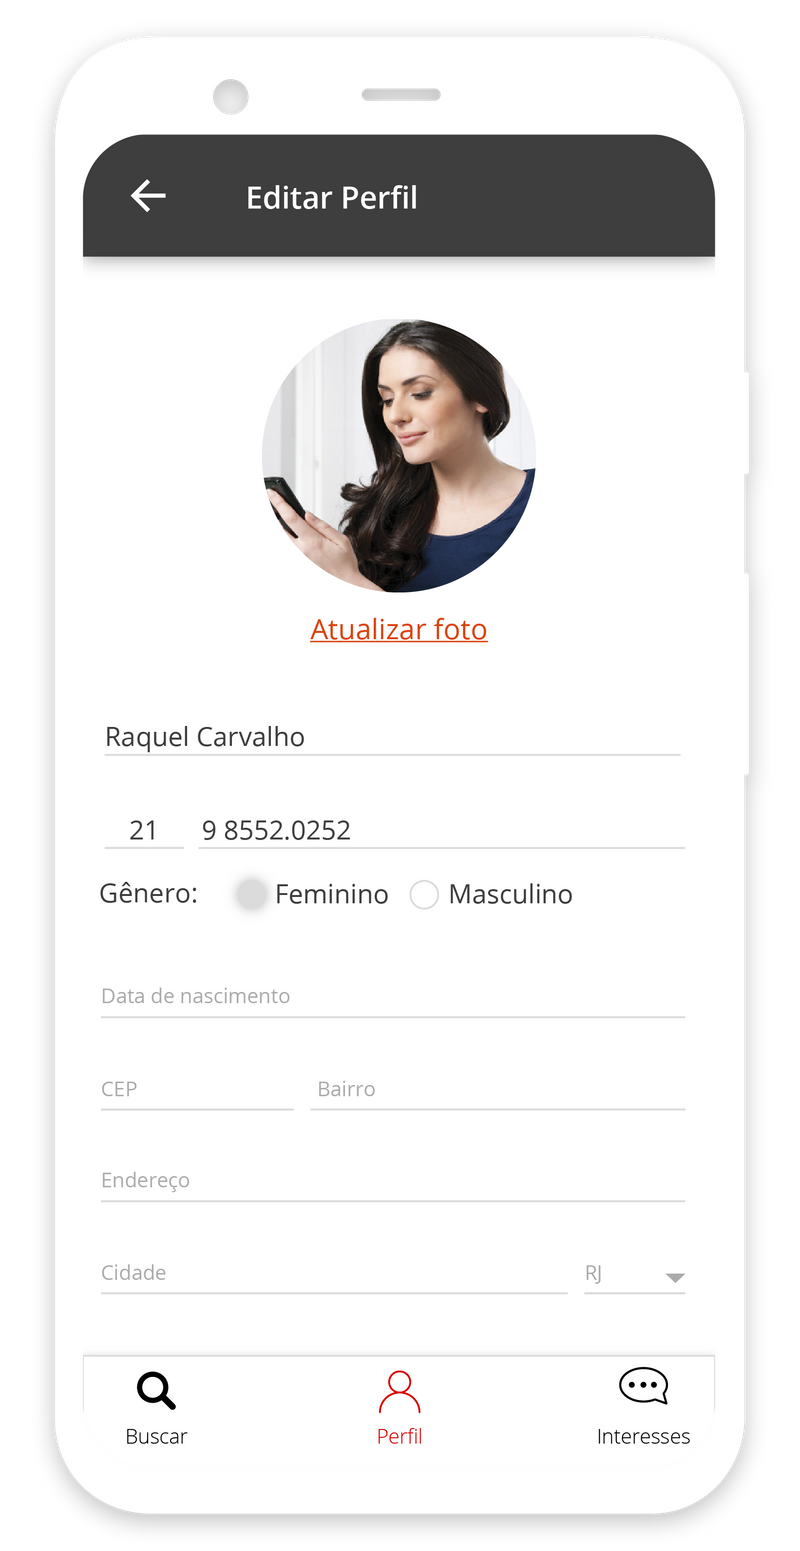 Editar Perfil
Atualizar foto
Raquel Carvalho
21 9 8552.0252
Gênero: Feminino Masculino
Data de nascimento
CEP Bairro
Endereço
Cidade RJ
Buscar Perfil Interesses